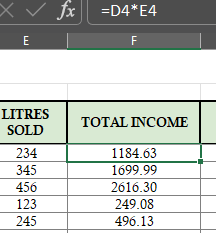 fx =D4*E4
E F
LITRES SOLD TOTAL INCOME
234 1184.63
345 1699.99
456 2616.30
123 249.08
245 496.13